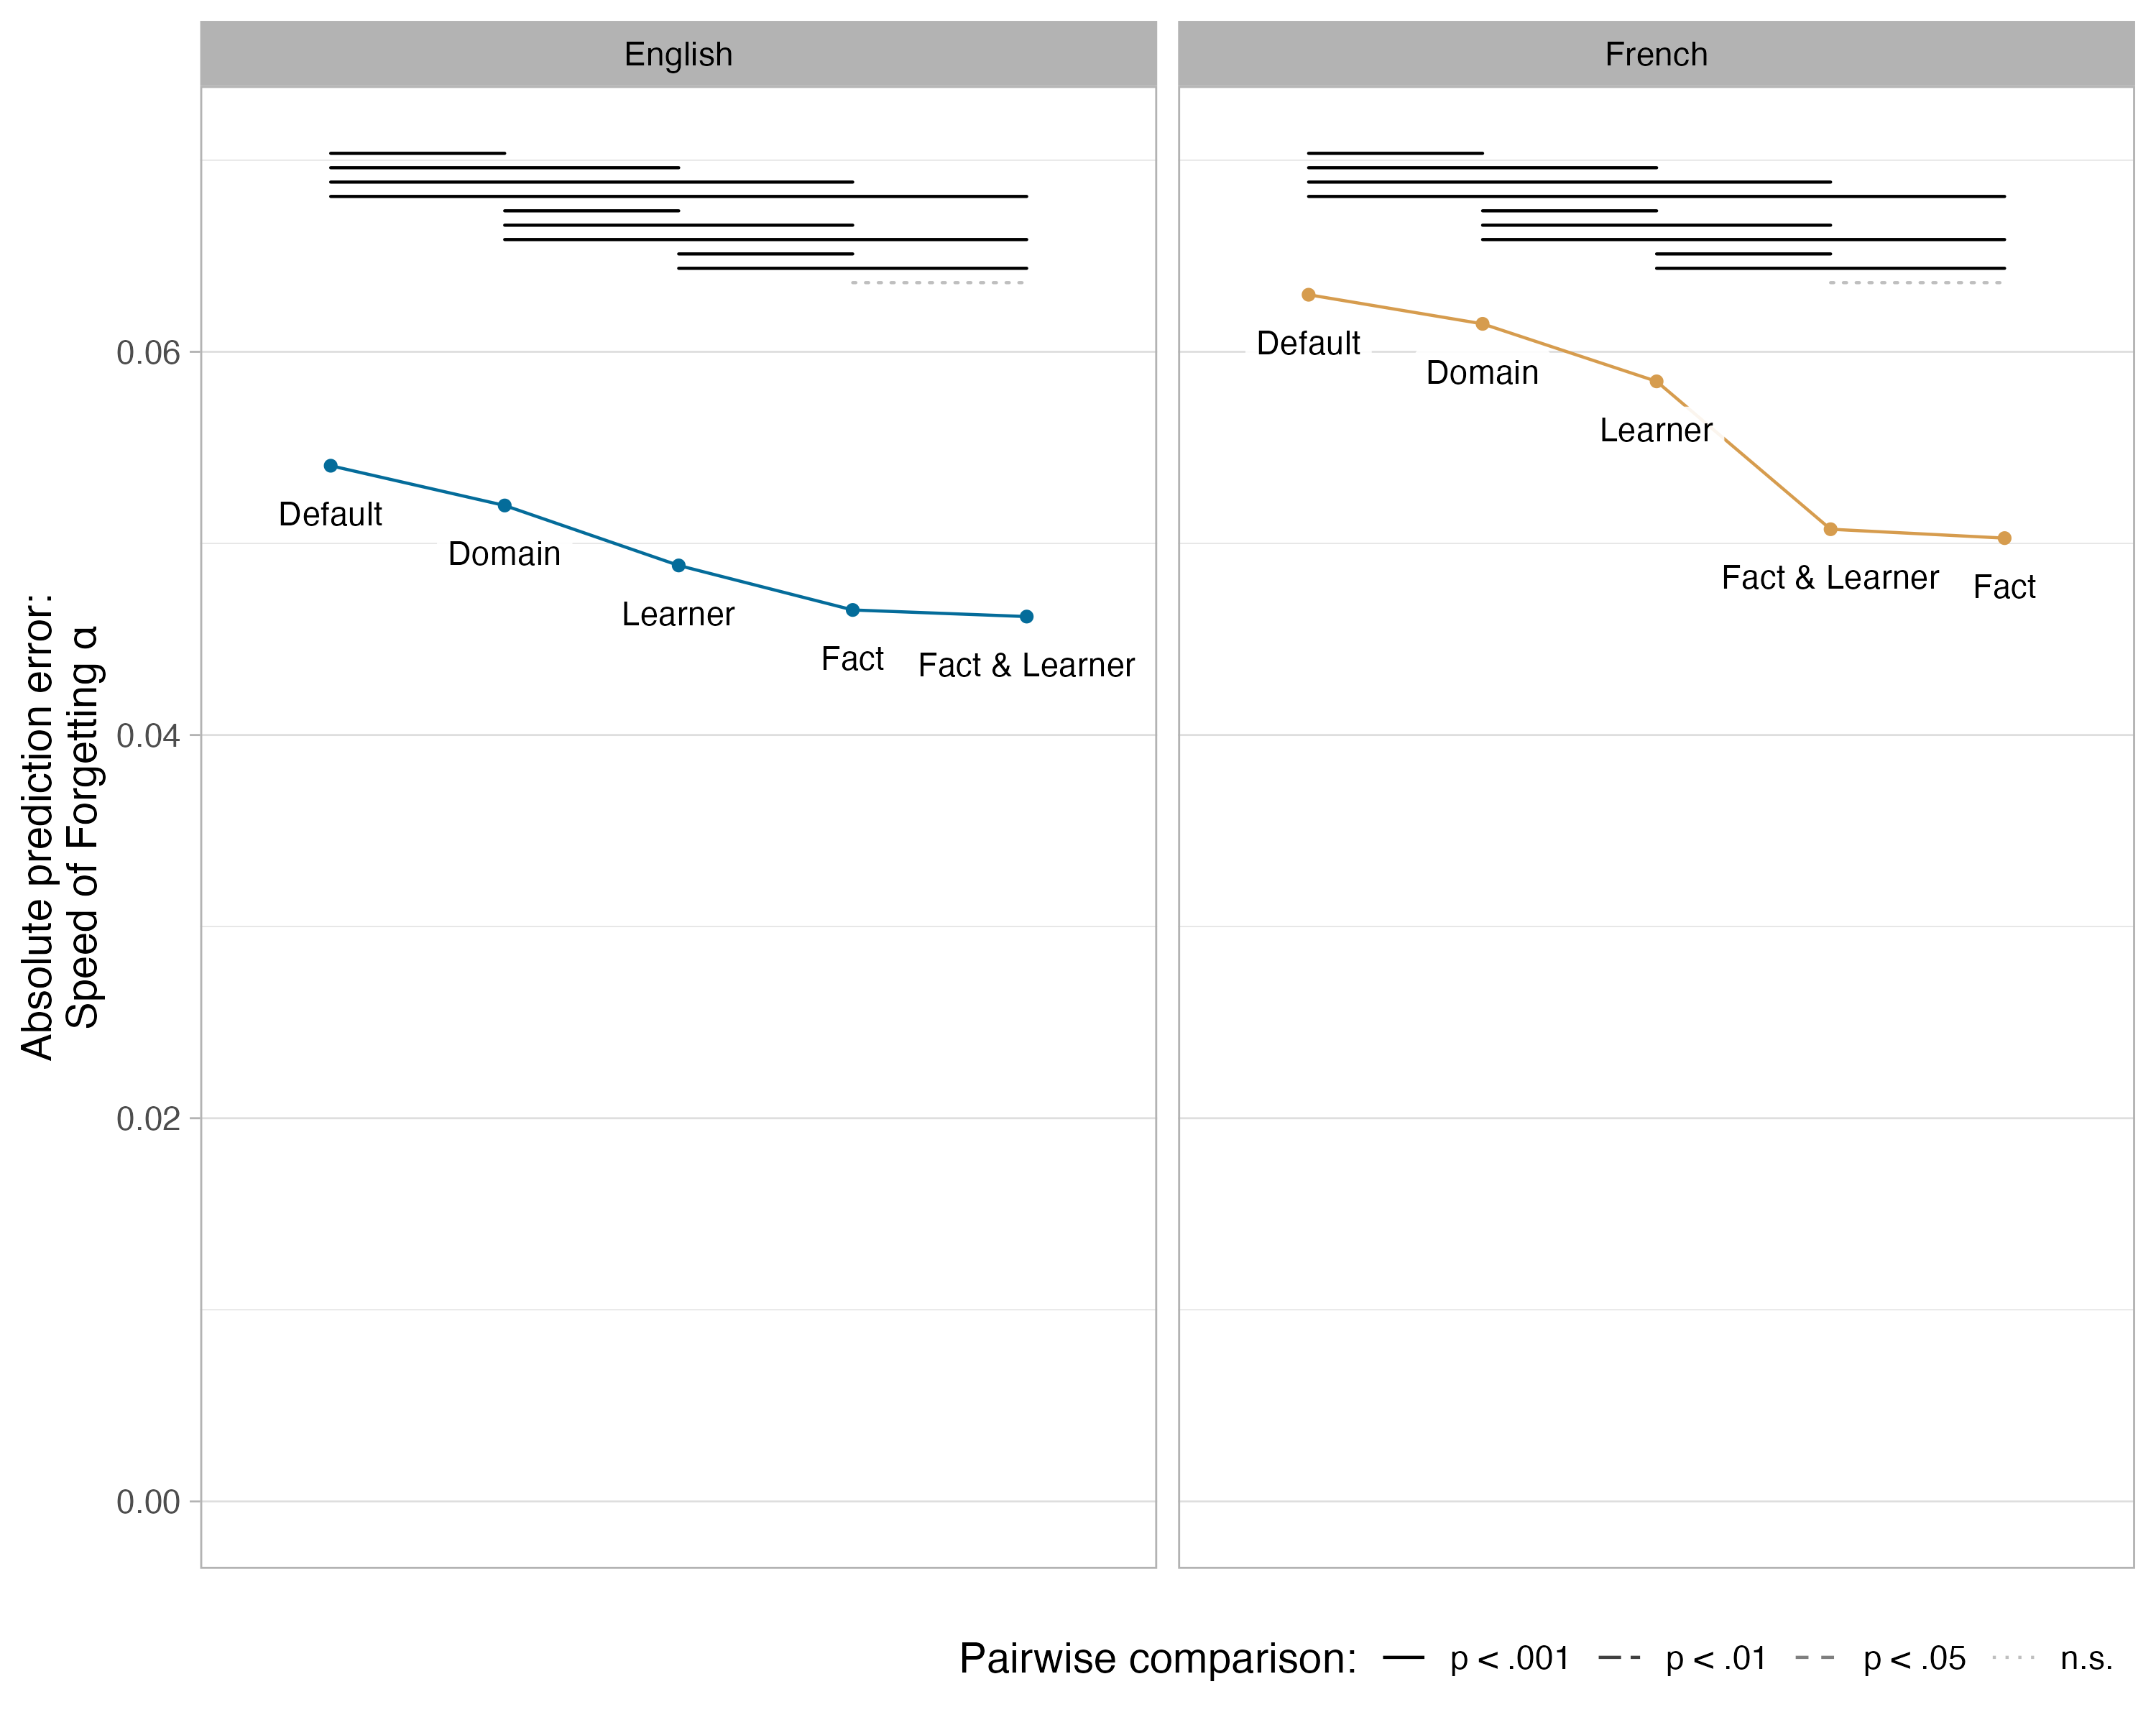 English
French
Absolute prediction error:
Speed of Forgetting α
0.06
0.04
0.02
0.00
Default
Domain
Learner
Fact
Fact & Learner
Default
Domain
Learner
Fact & Learner
Fact
Pairwise comparison: p < .001 p < .01 p < .05 n.s.